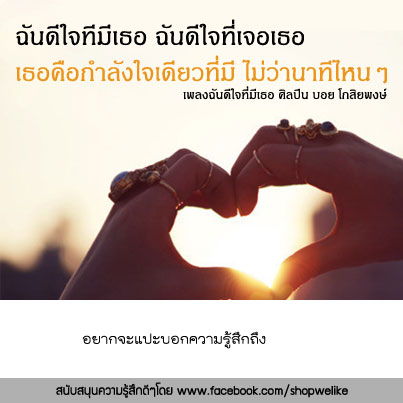 ฉันดีใจที่มีเธอ ฉันดีใจที่เจอเธอ
เธอคือกำลังใจเดียวที่มี ไม่ว่านาทีไหน ๆ
เพลงฉันดีใจที่มีเธอ ศิลปิน บอย โกสิยพงษ์
อยากจะแปะบอกความรู้สึกถึง
สนับสนุนความรู้สึกดีๆโดย www.facebook.com/shopwelike